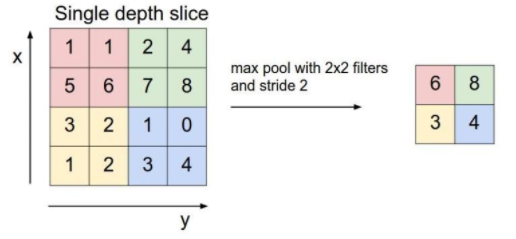 Single depth slice
x
1 1 2 4
5 6 7 8
3 2 1 0
1 2 3 4
y
max pool with 2x2 filters
and stride 2
6 8
3 4